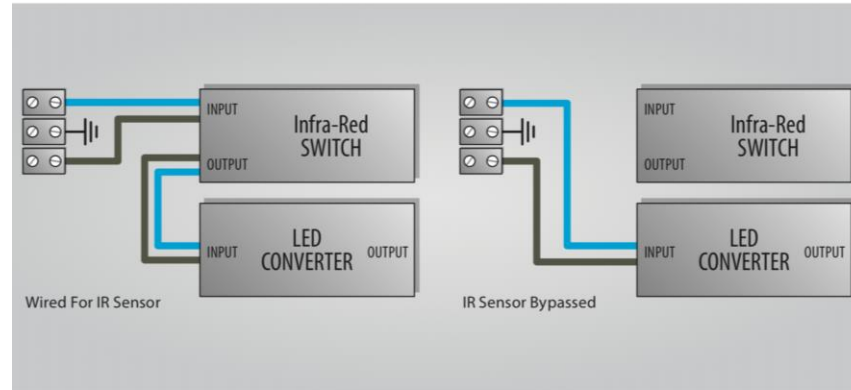 INPUT
Infra-Red
SWITCH
OUTPUT
INPUT
LED
CONVERTER
OUTPUT
Wired For IR Sensor
INPUT
Infra-Red
SWITCH
OUTPUT
INPUT
LED
CONVERTER
OUTPUT
IR Sensor Bypassed